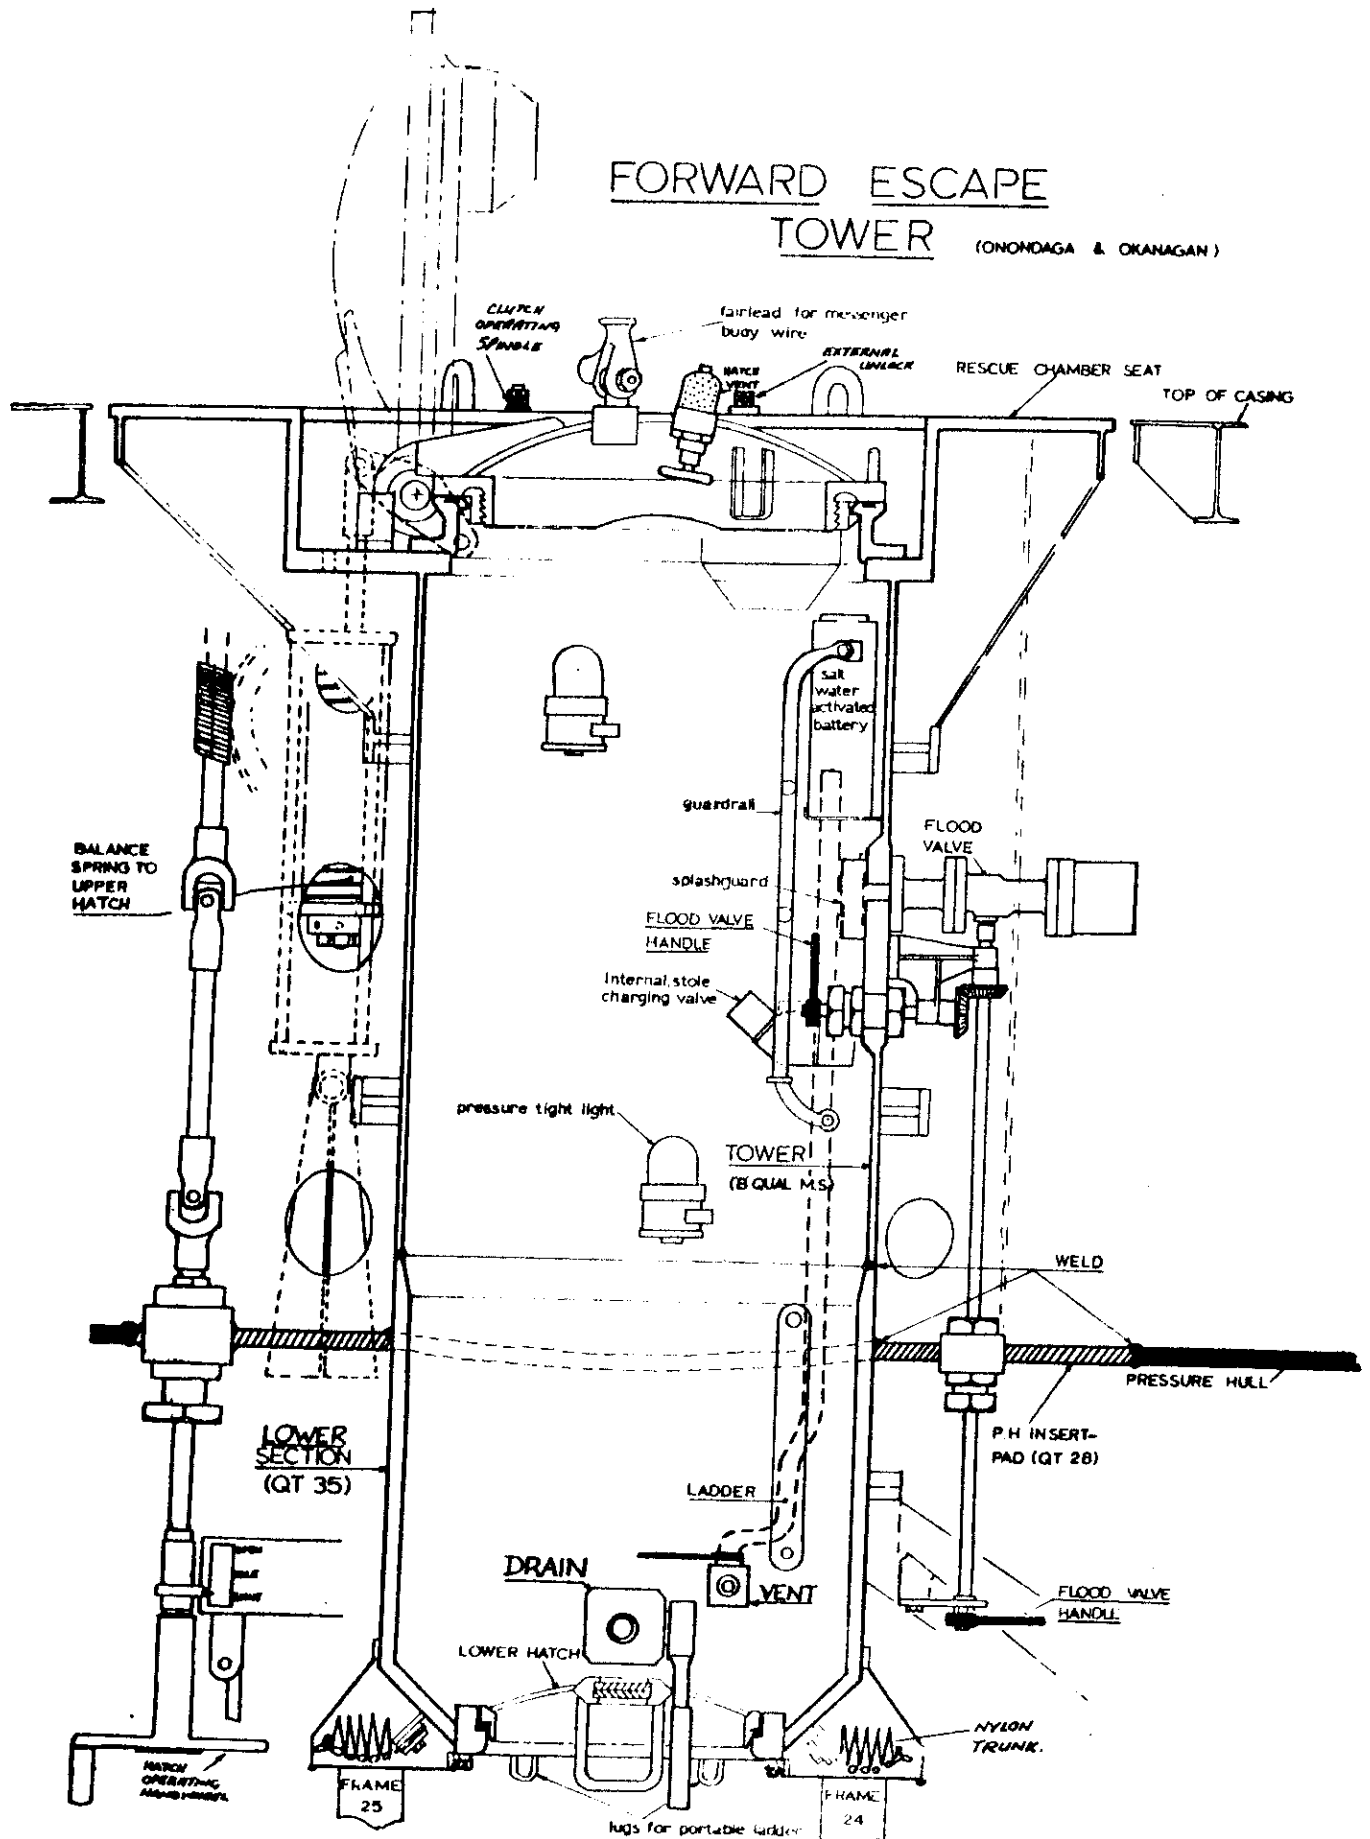 FORWARD ESCAPE
TOWER (ONONDAGA & OKANAGAN)
CLUTCH
OPERATING
SPINDLE
fairlead for messenger
buoy wire
HATCH
VENT
EXTERNAL
UNLOCK
RESCUE CHAMBER SEAT
TOP OF CASING
salt
water
activated
battery
guardrail
FLOOD
VALVE
BALANCE
SPRING TO
UPPER
HATCH
splashguard
FLOOD VALVE
HANDLE
Internal stole
charging valve
pressure tight light
TOWER
('B' QUAL M.S)
WELD
PRESSURE HULL
P.H INSERT-
PAD (QT 28)
LOWER
SECTION
(QT 35)
LADDER
DRAIN
VENT
FLOOD VALVE
HANDLE
LOWER HATCH
NYLON
TRUNK.
HATCH
OPERATING
HANDWHEEL
FRAME
25
FRAME
24
lugs for portable ladder